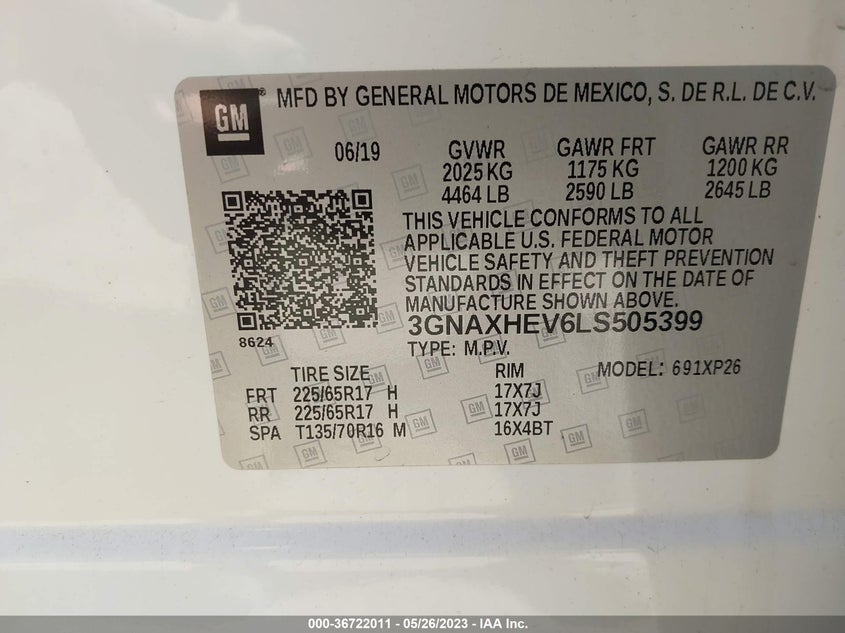 GM ® MFD BY GENERAL MOTORS DE MEXICO, S. DE R.L. DE C.V.
06/19 GVWR GAWR FRT GAWR RR
2025 KG 1175 KG 1200 KG
4464 LB 2590 LB 2645 LB
THIS VEHICLE CONFORMS TO ALL
APPLICABLE U.S. FEDERAL MOTOR
VEHICLE SAFETY AND THEFT PREVENTION
STANDARDS IN EFFECT ON THE DATE OF
MANUFACTURE SHOWN ABOVE.
8624
3GNAXHEV6LS505399
TYPE: M.P.V.
TIRE SIZE RIM MODEL: 691XP26
FRT 225/65R17 H 17X7J
RR 225/65R17 H 17X7J
SPA T135/70R16 M 16X4BT
000-36722011 - 05/26/2023 - IAA Inc.